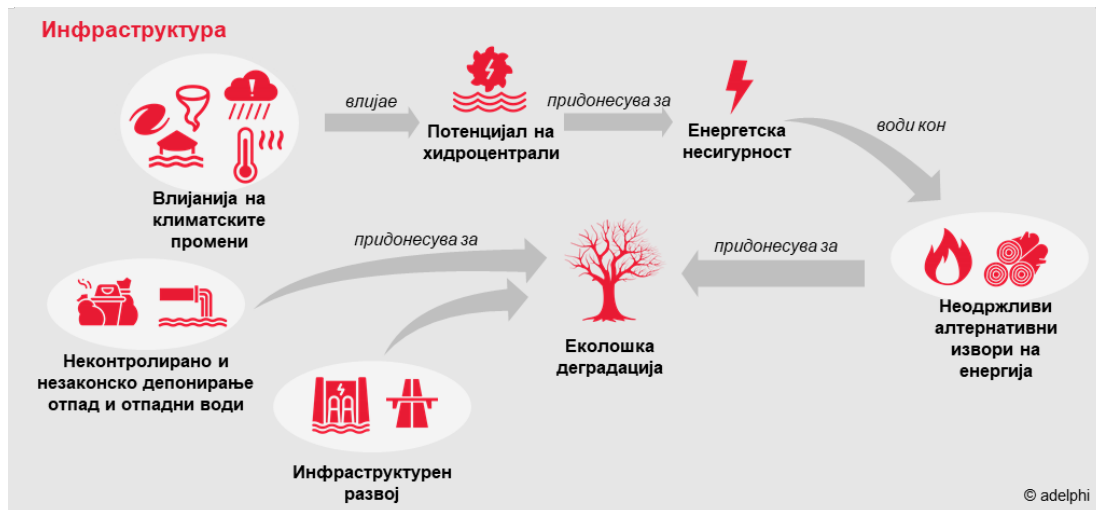 Инфраструктура
влијае
придонесува за
води кон
Потенцијал на
хидроцентрали
Енергетска
несигурност
Влијанија на
климатските
промени
придонесува за
придонесува за
Неодржливи
алтернативни
извори на
енергија
Еколошка
деградација
Неконтролирано и
незаконско депонирање
отпад и отпадни води
Инфраструктурен
развој
© adelphi